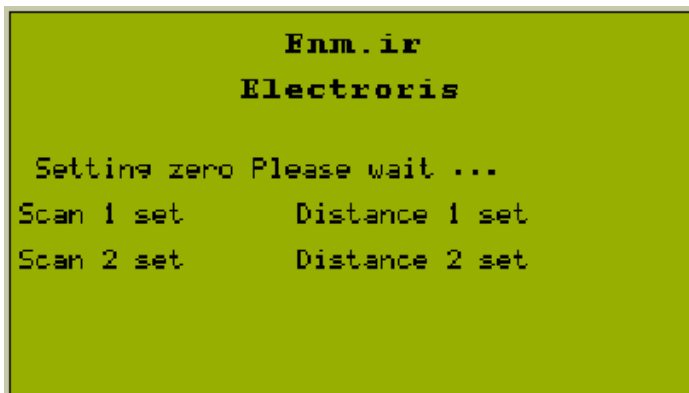 Enm.ir
Electroris
Setting zero Please wait ...
Scan 1 set Distance 1 set
Scan 2 set Distance 2 set